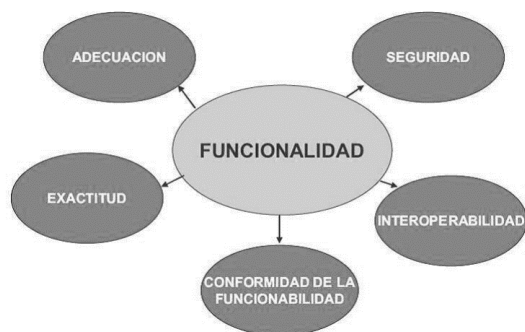 ADECUACION
SEGURIDAD
FUNCIONALIDAD
EXACTITUD
INTEROPERABILIDAD
CONFORMIDAD DE LA
FUNCIONABILIDAD